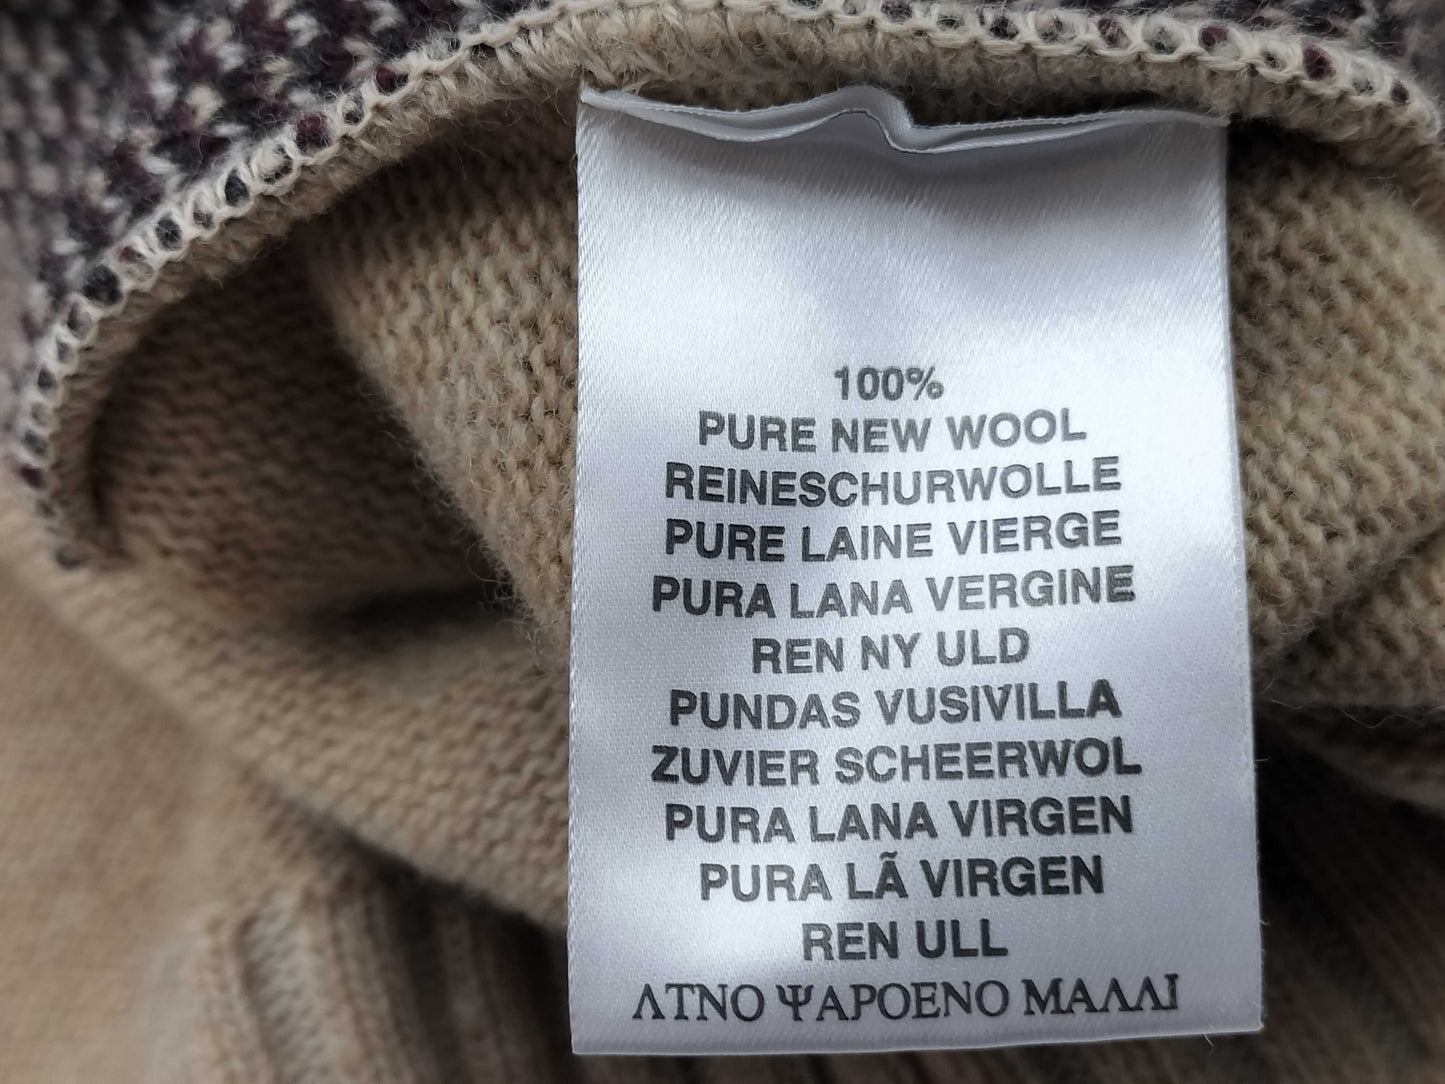 100%
PURE NEW WOOL
REINESCHURWOLLE
PURE LAINE VIERGE
PURA LANA VERGINE
REN NY ULD
PUNDAS VUSIVILLA
ZUVIER SCHEERWOL
PURA LANA VIRGEN
PURA LÃ VIRGEN
REN ULL
ΛΤΝΟ ΨΑΡΟΕΝΟ ΜΑΛΛΙ